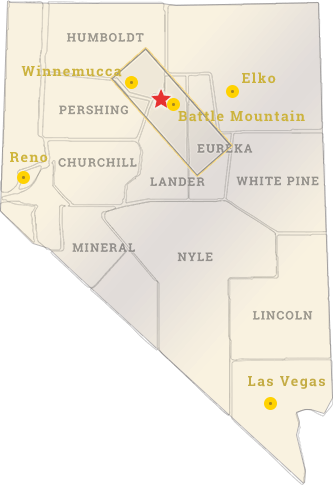 HUMBOLDT
Winnemucca
Elko
PERSHING
Battle Mountain
EUREKA
Reno
CHURCHILL
LANDER
WHITE PINE
MINERAL
NYLE
LINCOLN
Las Vegas